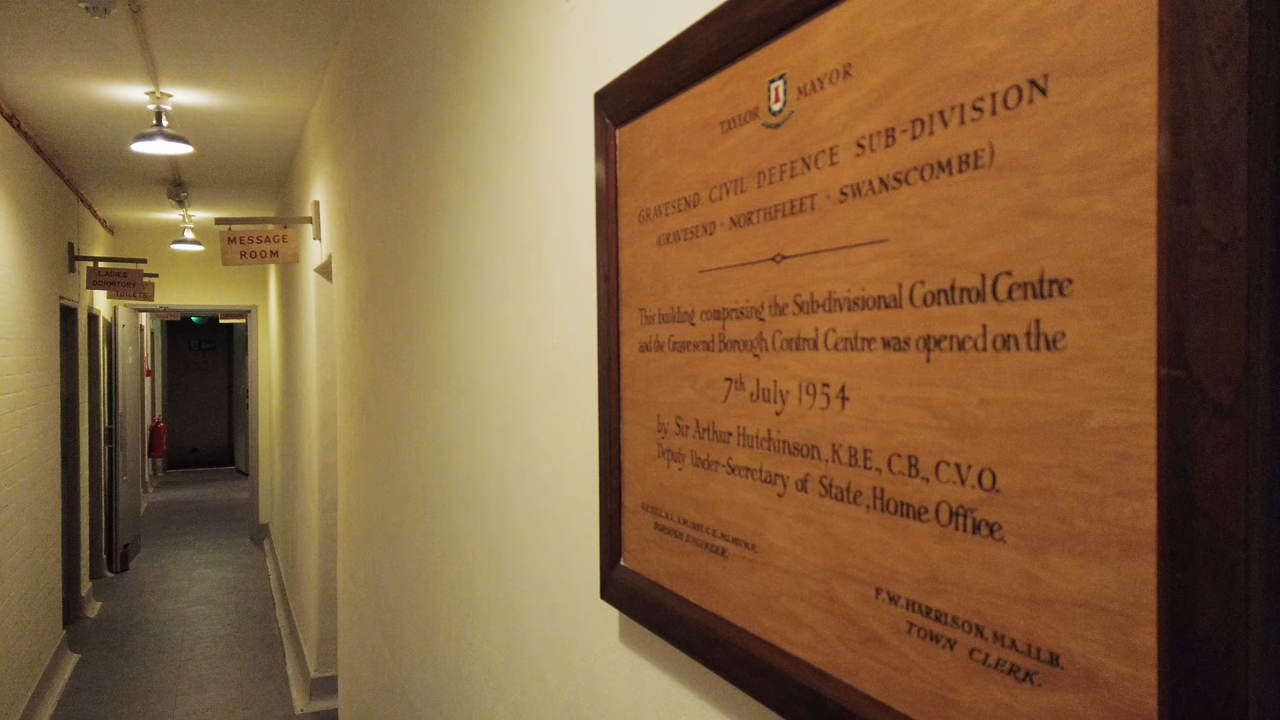 TAYLOR MAYOR
GRAVESEND CIVIL DEFENCE SUB-DIVISION
(GRAVESEND · NORTHFLEET · SWANSCOMBE)
This building comprising the Sub-divisional Control Centre
and the Gravesend Borough Control Centre was opened on the
7th July 1954
by Sir Arthur Hutchinson, K.B.E., C.B., C.V.O.
Deputy Under-Secretary of State, Home Office.
BOROUGH ENGINEER.
F. W. HARRISON, M.A., LL.B.
TOWN CLERK.
MESSAGE
ROOM
LADIES
DORMITORY
TOILETS